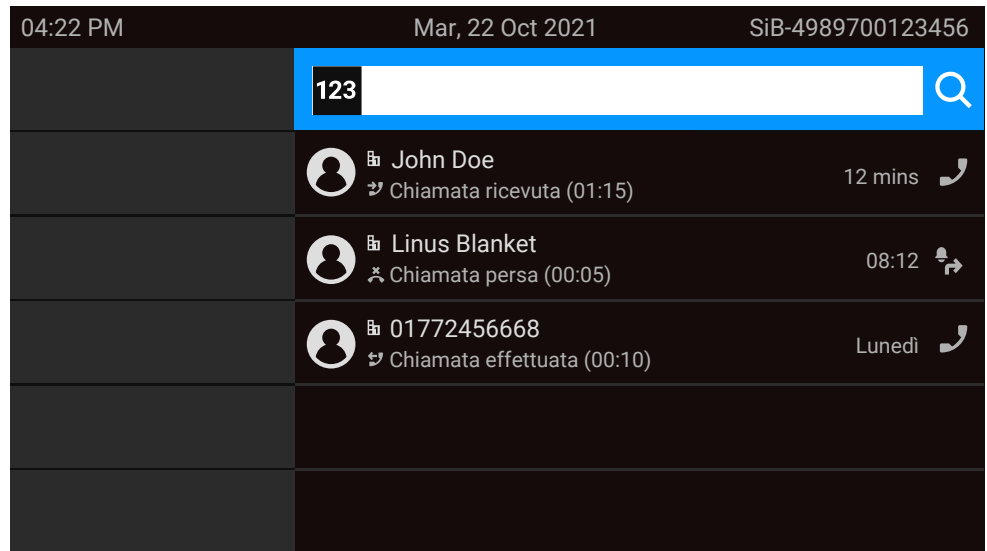 04:22 PM Mar, 22 Oct 2021 SiB-4989700123456
123
John Doe
Chiamata ricevuta (01:15) 12 mins
Linus Blanket
Chiamata persa (00:05) 08:12
01772456668
Chiamata effettuata (00:10) Lunedì